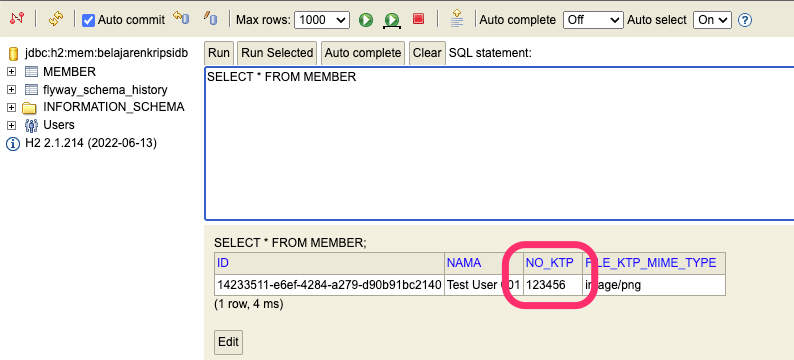 Auto commit Max rows: 1000 Auto complete Off Auto select On
jdbc:h2:mem:belajarenkripsidb
MEMBER
flyway_schema_history
INFORMATION_SCHEMA
Users
H2 2.1.214 (2022-06-13)
Run Run Selected Auto complete Clear SQL statement:
SELECT * FROM MEMBER
SELECT * FROM MEMBER;
ID NAMA NO_KTP FILE_KTP_MIME_TYPE
14233511-e6ef-4284-a279-d90b91bc2140 Test User 001 123456 image/png
(1 row, 4 ms)
Edit